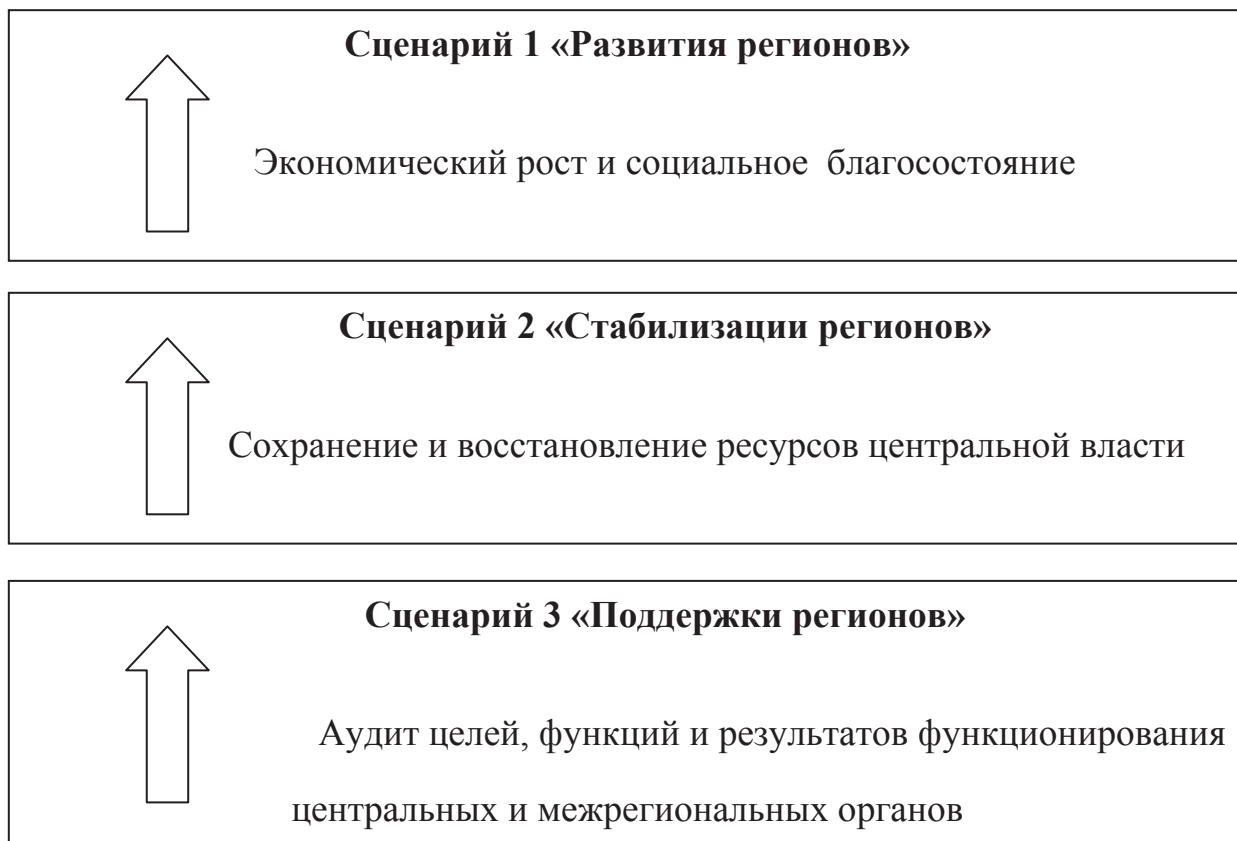 Сценарий 1 «Развития регионов»
Экономический рост и социальное благосостояние
Сценарий 2 «Стабилизации регионов»
Сохранение и восстановление ресурсов центральной власти
Сценарий 3 «Поддержки регионов»
Аудит целей, функций и результатов функционирования
центральных и межрегиональных органов